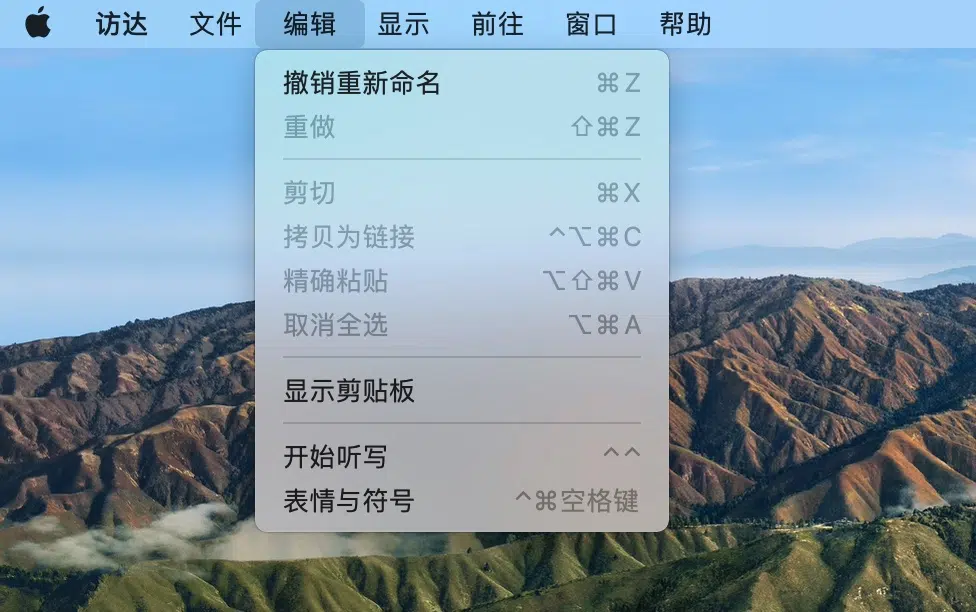 访达 文件 编辑 显示 前往 窗口 帮助
撤销重新命名 ⌘Z
重做 ⇧⌘Z
剪切 ⌘X
拷贝为链接 ^⌥⌘C
精确粘贴 ⌥⇧⌘V
取消全选 ⌥⌘A
显示剪贴板
开始听写 ^^
表情与符号 ^⌘空格键